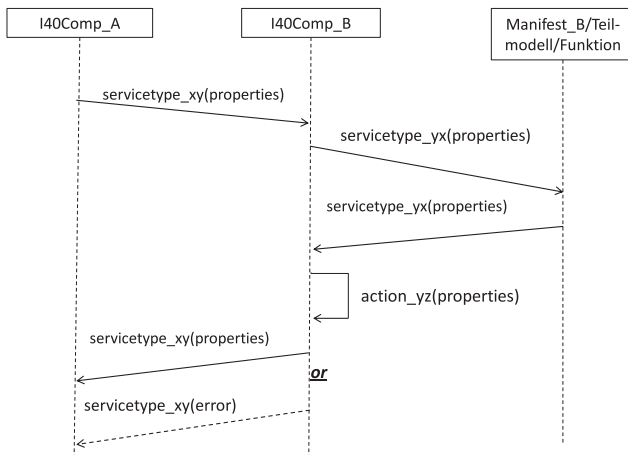 I40Comp_A
I40Comp_B
Manifest_B/Teil-
modell/Funktion
servicetype_xy(properties)
servicetype_yx(properties)
servicetype_yx(properties)
action_yz(properties)
servicetype_xy(properties)
or
servicetype_xy(error)